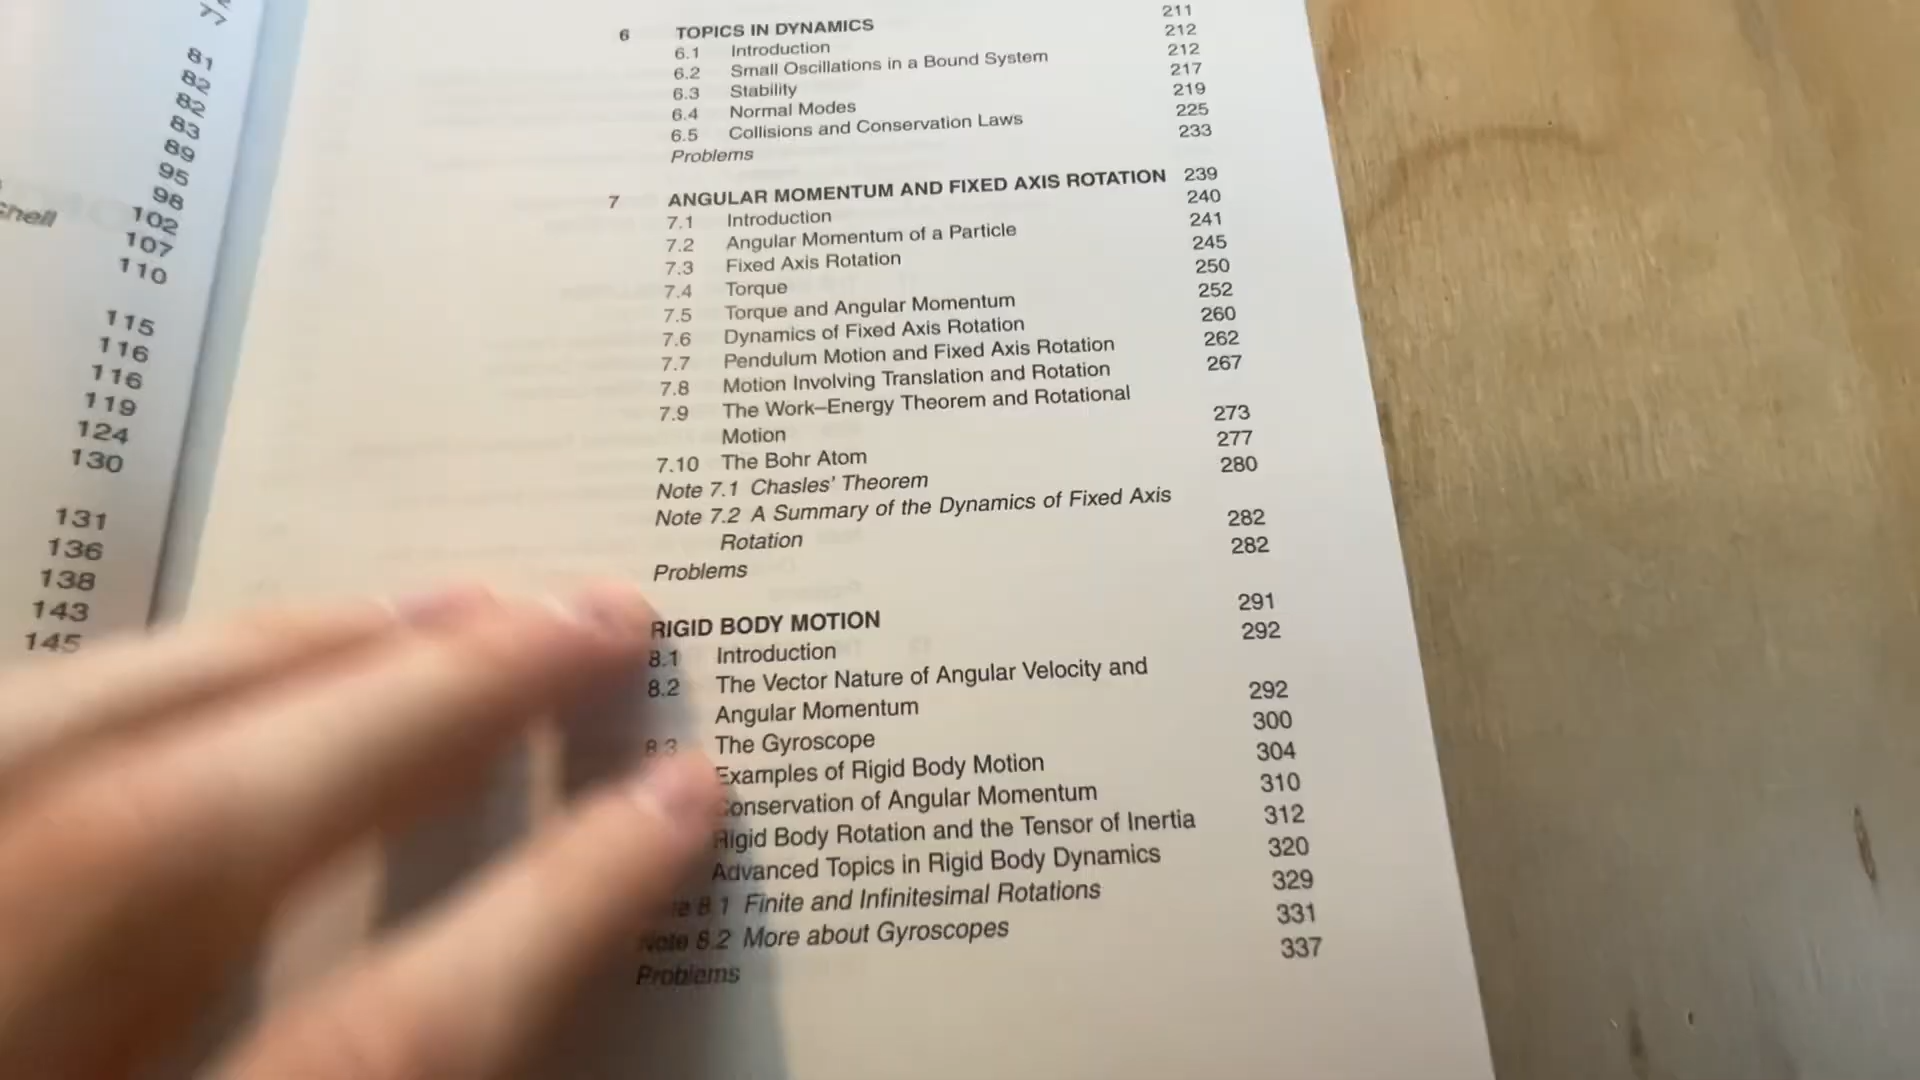 77
81
82
82
83
89
95
98
102
107
110
115
116
116
119
124
130
131
136
138
143
145
6 TOPICS IN DYNAMICS 211
6.1 Introduction 212
6.2 Small Oscillations in a Bound System 212
6.3 Stability 217
6.4 Normal Modes 219
6.5 Collisions and Conservation Laws 225
Problems 233
7 ANGULAR MOMENTUM AND FIXED AXIS ROTATION 239
7.1 Introduction 240
7.2 Angular Momentum of a Particle 241
7.3 Fixed Axis Rotation 245
7.4 Torque 250
7.5 Torque and Angular Momentum 252
7.6 Dynamics of Fixed Axis Rotation 260
7.7 Pendulum Motion and Fixed Axis Rotation 262
7.8 Motion Involving Translation and Rotation 267
7.9 The Work–Energy Theorem and Rotational
Motion 273
7.10 The Bohr Atom 277
Note 7.1 Chasles' Theorem 280
Note 7.2 A Summary of the Dynamics of Fixed Axis
Rotation 282
Problems 282
RIGID BODY MOTION 291
8.1 Introduction 292
8.2 The Vector Nature of Angular Velocity and
Angular Momentum 292
8.3 The Gyroscope 300
Examples of Rigid Body Motion 304
Conservation of Angular Momentum 310
Rigid Body Rotation and the Tensor of Inertia 312
Advanced Topics in Rigid Body Dynamics 320
8.1 Finite and Infinitesimal Rotations 329
Note 8.2 More about Gyroscopes 331
Problems 337